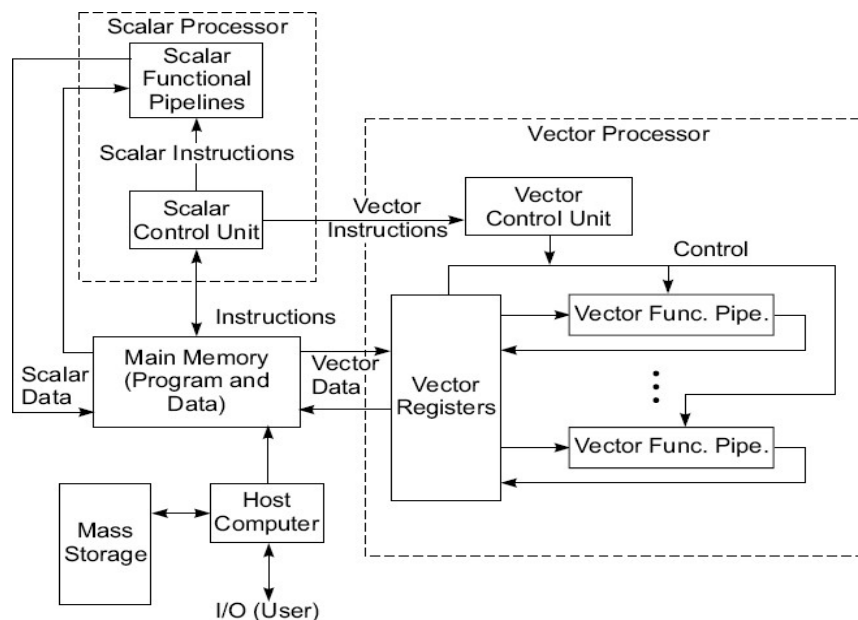 Scalar Processor
Scalar
Functional
Pipelines
Scalar Instructions
Scalar
Control Unit
Vector
Instructions
Vector Processor
Vector
Control Unit
Control
Vector Func. Pipe.
Instructions
Main Memory
(Program and
Data)
Scalar
Data
Vector
Data
Vector
Registers
Vector Func. Pipe.
Mass
Storage
Host
Computer
I/O (User)